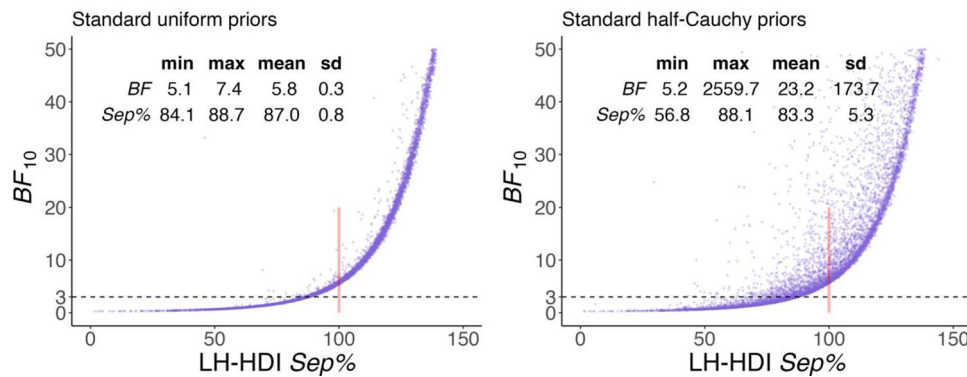 Standard uniform priors
min max mean sd
BF 5.1 7.4 5.8 0.3
Sep% 84.1 88.7 87.0 0.8
50
40
30
20
10
3
0
BF10
0 50 100 150
LH-HDI Sep%
Standard half-Cauchy priors
min max mean sd
BF 5.2 2559.7 23.2 173.7
Sep% 56.8 88.1 83.3 5.3
50
40
30
20
10
3
0
BF10
0 50 100 150
LH-HDI Sep%